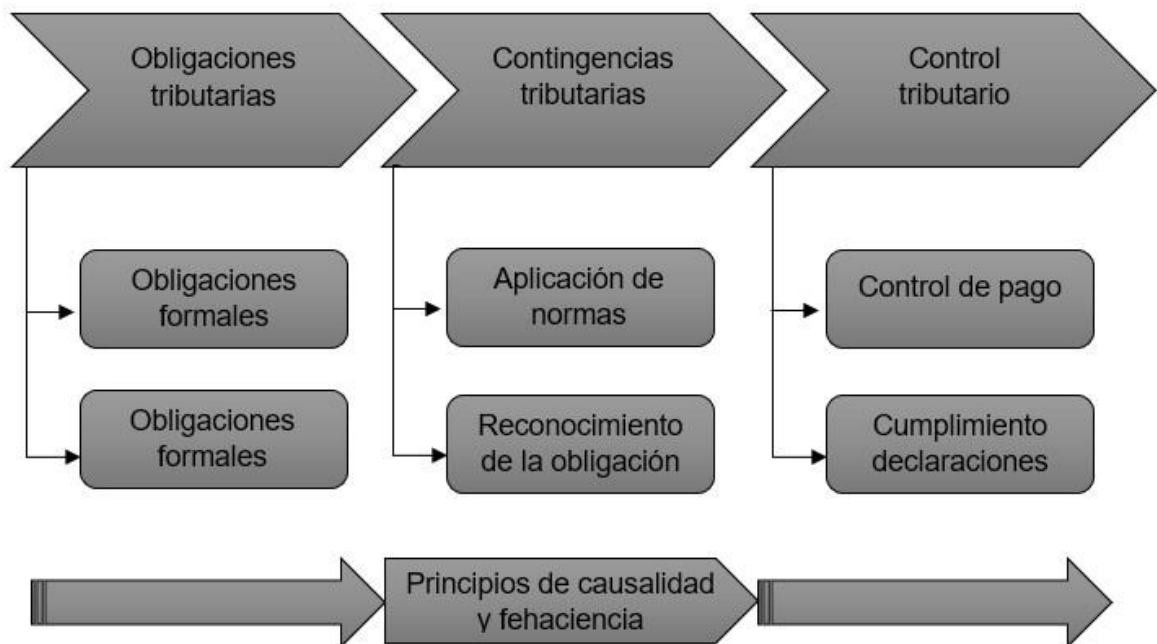 Obligaciones
tributarias
Contingencias
tributarias
Control
tributario
Obligaciones
formales
Aplicación de
normas
Control de pago
Obligaciones
formales
Reconocimiento
de la obligación
Cumplimiento
declaraciones
Principios de causalidad
y fehaciencia